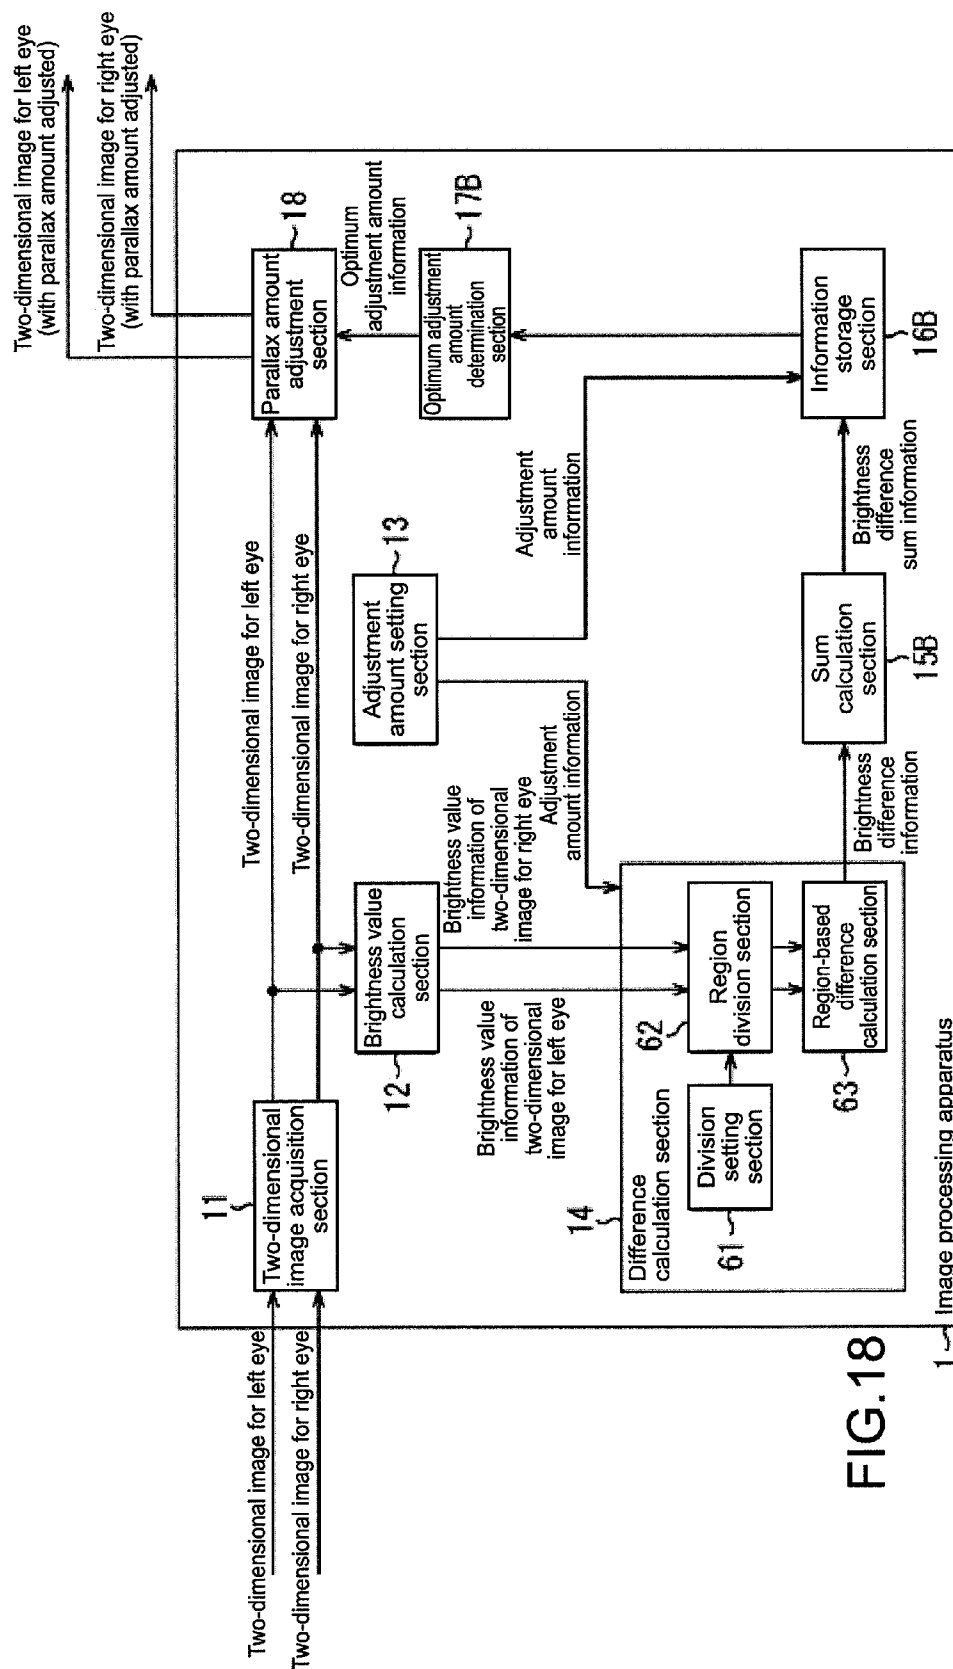 Two-dimensional image for left eye
Two-dimensional image for right eye
11
Two-dimensional
image acquisition
section
Two-dimensional image for left eye
Two-dimensional image for right eye
Two-dimensional image for left eye
(with parallax amount adjusted)
Two-dimensional image for right eye
(with parallax amount adjusted)
Parallax amount
adjustment
section
18
Optimum
adjustment amount
information
Brightness value
calculation
section
12
Adjustment
amount setting
section
13
Optimum adjustment
amount
determination
section
17B
Brightness value
information of
two-dimensional
image for left eye
Brightness value
information of
two-dimensional
image for right eye
Adjustment
amount information
Adjustment
amount
information
14
Difference
calculation section
Division
setting
section
61
62
Region
division section
Region-based
difference
calculation section
63
Brightness
difference
information
Sum
calculation
section
15B
Brightness
difference
sum information
Information
storage
section
16B
1
Image processing apparatus
FIG.18